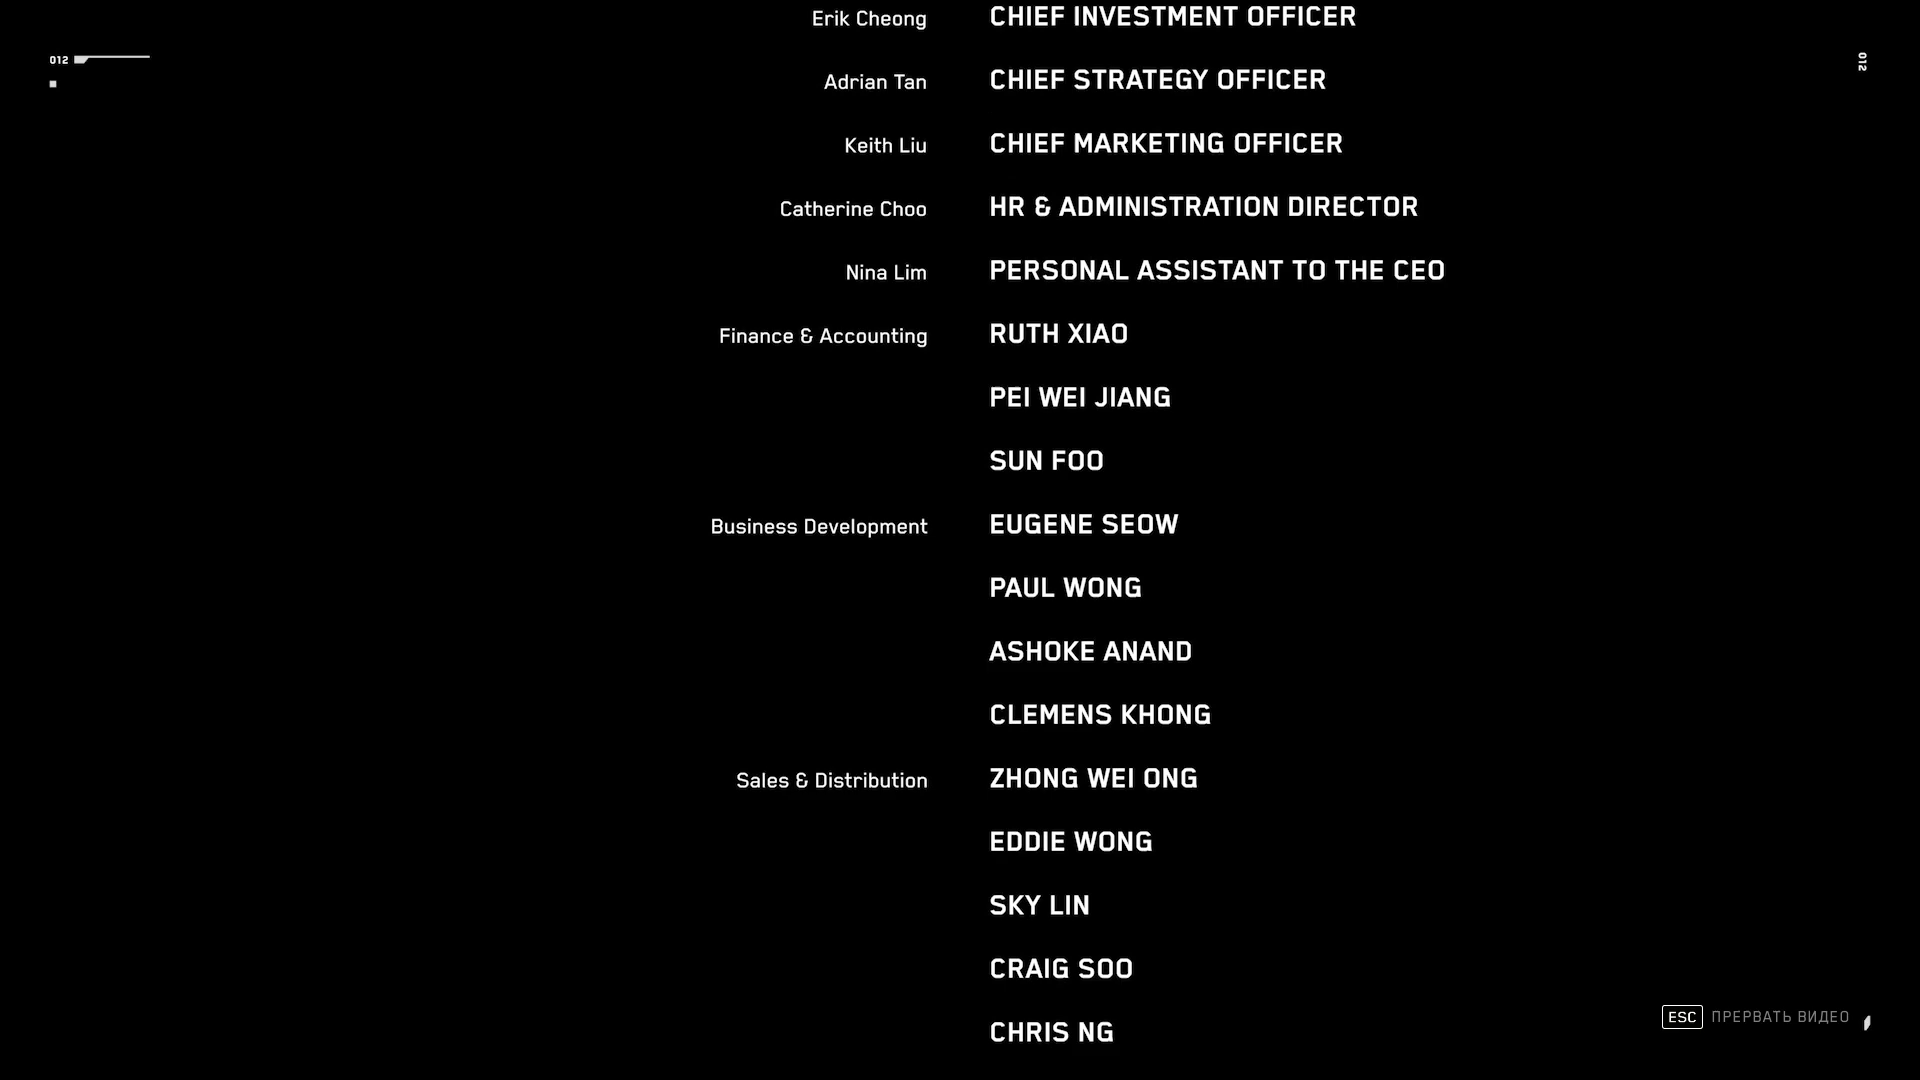 Erik Cheong CHIEF INVESTMENT OFFICER
012
012
Adrian Tan CHIEF STRATEGY OFFICER
Keith Liu CHIEF MARKETING OFFICER
Catherine Choo HR & ADMINISTRATION DIRECTOR
Nina Lim PERSONAL ASSISTANT TO THE CEO
Finance & Accounting RUTH XIAO
PEI WEI JIANG
SUN FOO
Business Development EUGENE SEOW
PAUL WONG
ASHOKE ANAND
CLEMENS KHONG
Sales & Distribution ZHONG WEI ONG
EDDIE WONG
SKY LIN
CRAIG SOO
ESC ПРЕРВАТЬ ВИДЕО
CHRIS NG